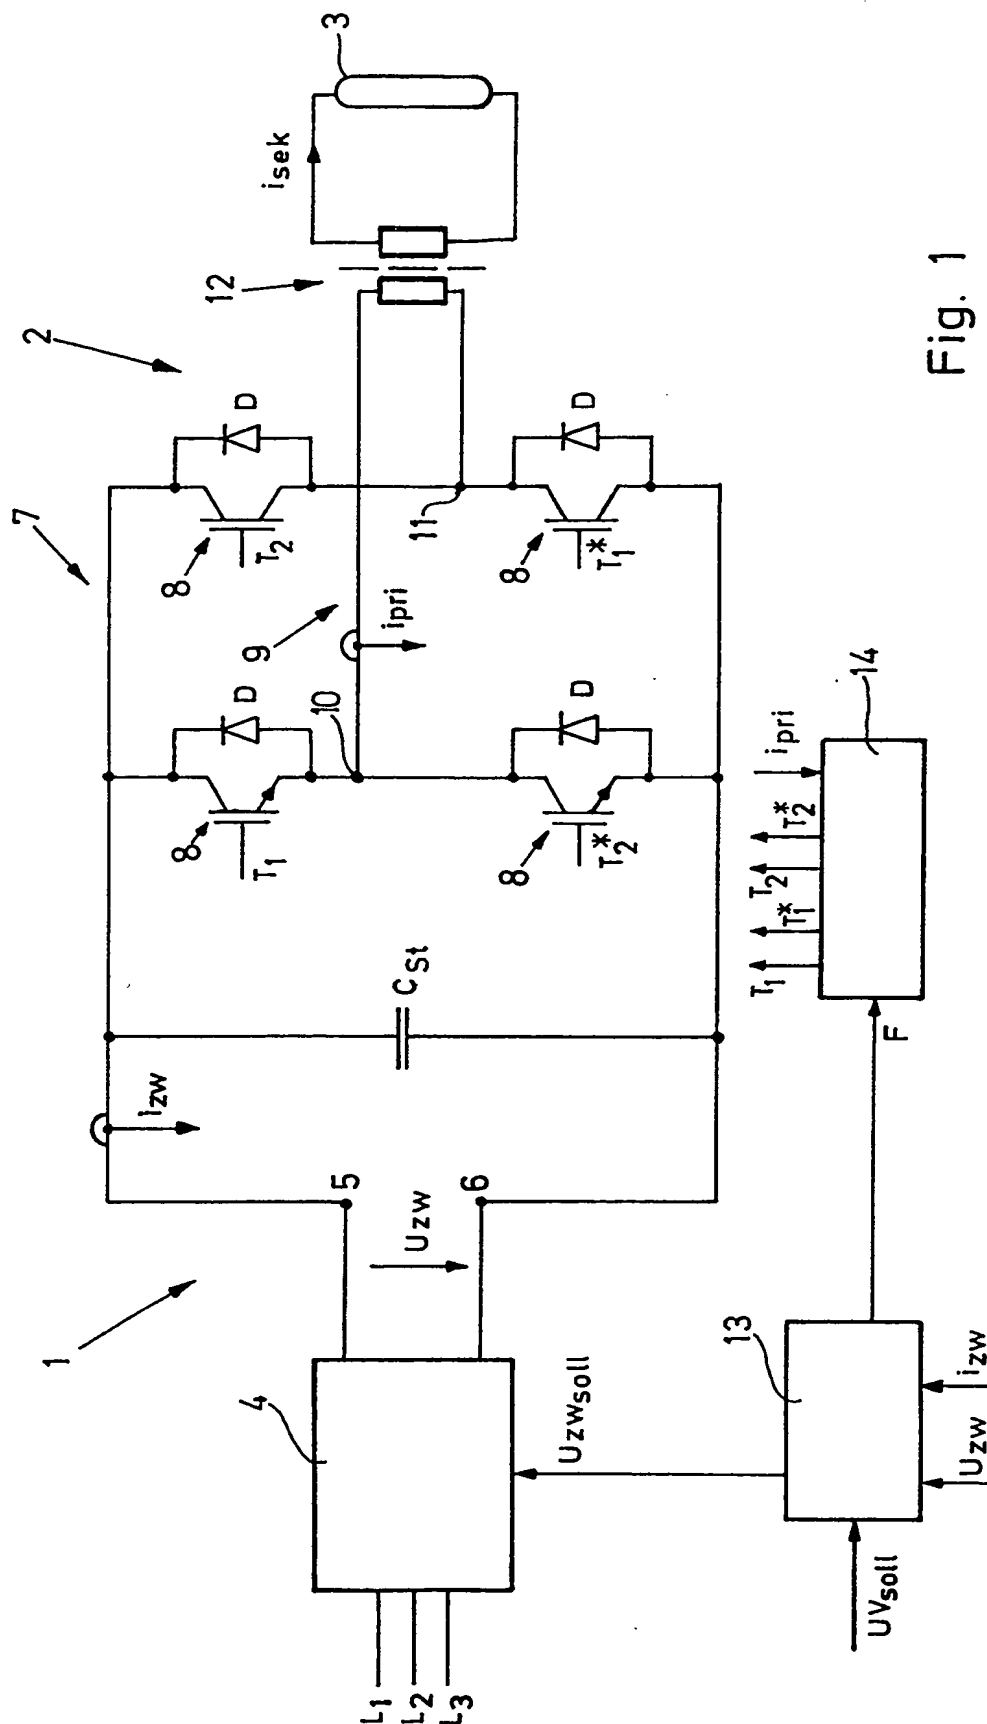 1
2
7
3
isek
12
izw
5
6
Uzw
4
L1
L2
L3
CSt
8
T1
D
8
T2
D
9
10
11
ipri
8
T2*
D
8
T1*
D
Uzwsoll
13
UVsoll
Uzw
izw
F
T1
T1*
T2
T2*
ipri
14
Fig. 1